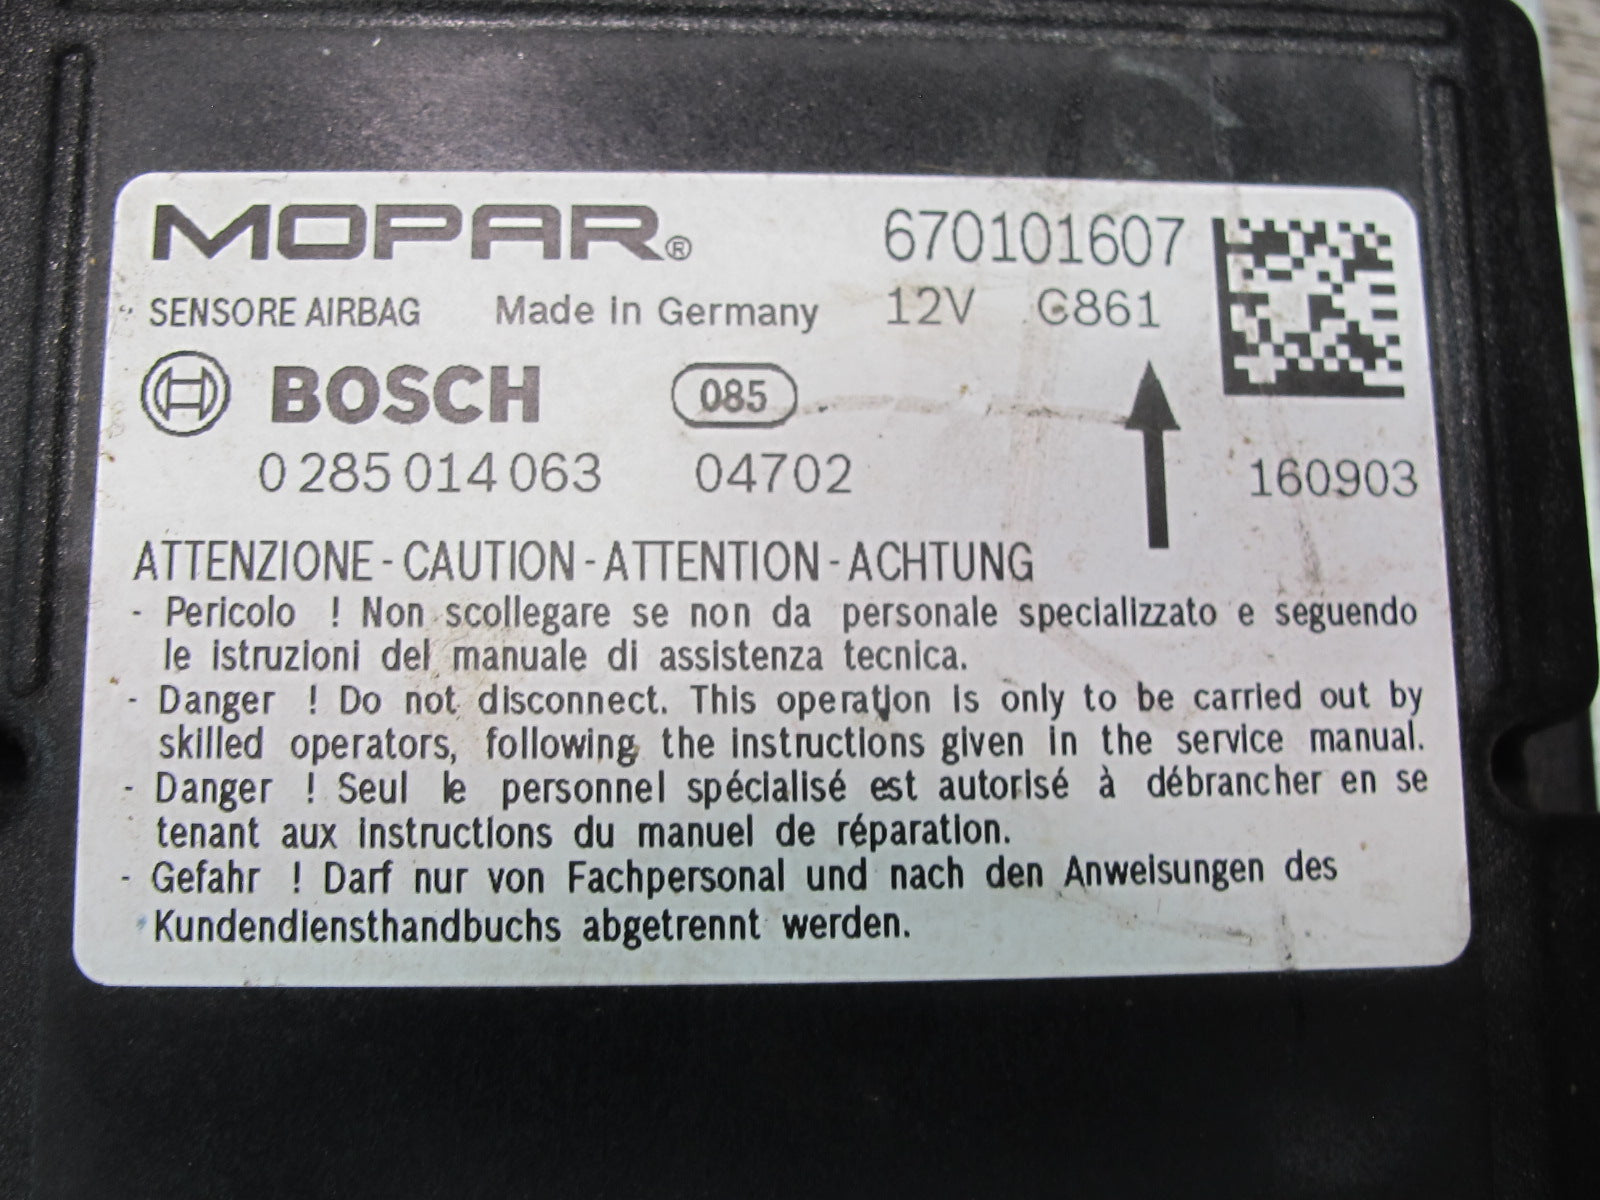 MOPAR® 670101607
SENSORE AIRBAG Made in Germany 12V C861
BOSCH 085
0 285 014 063 04702 160903
ATTENZIONE - CAUTION - ATTENTION - ACHTUNG
- Pericolo ! Non scollegare se non da personale specializzato e seguendo
le istruzioni del manuale di assistenza tecnica.
- Danger ! Do not disconnect. This operation is only to be carried out by
skilled operators, following the instructions given in the service manual.
- Danger ! Seul le personnel spécialisé est autorisé à débrancher en se
tenant aux instructions du manuel de réparation.
- Gefahr ! Darf nur von Fachpersonal und nach den Anweisungen des
Kundendiensthandbuchs abgetrennt werden.